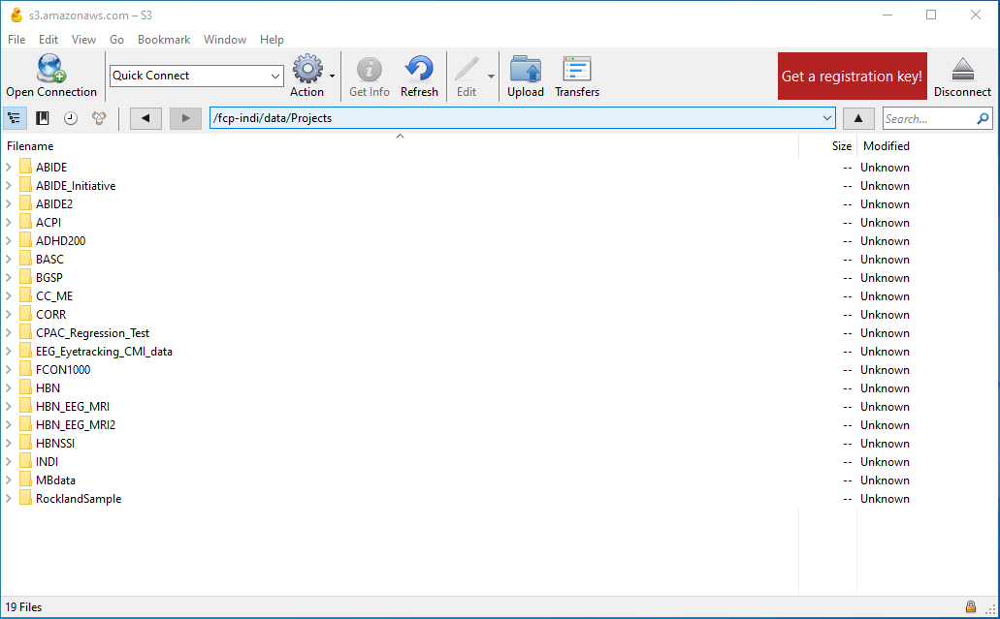 s3.amazonaws.com – S3
File Edit View Go Bookmark Window Help
Open Connection Quick Connect Action Get Info Refresh Edit Upload Transfers Get a registration key! Disconnect
/fcp-indi/data/Projects Search...
Filename Size Modified
ABIDE -- Unknown
ABIDE_Initiative -- Unknown
ABIDE2 -- Unknown
ACPI -- Unknown
ADHD200 -- Unknown
BASC -- Unknown
BGSP -- Unknown
CC_ME -- Unknown
CORR -- Unknown
CPAC_Regression_Test -- Unknown
EEG_Eyetracking_CMI_data -- Unknown
FCON1000 -- Unknown
HBN -- Unknown
HBN_EEG_MRI -- Unknown
HBN_EEG_MRI2 -- Unknown
HBNSSI -- Unknown
INDI -- Unknown
MBdata -- Unknown
RocklandSample -- Unknown
19 Files